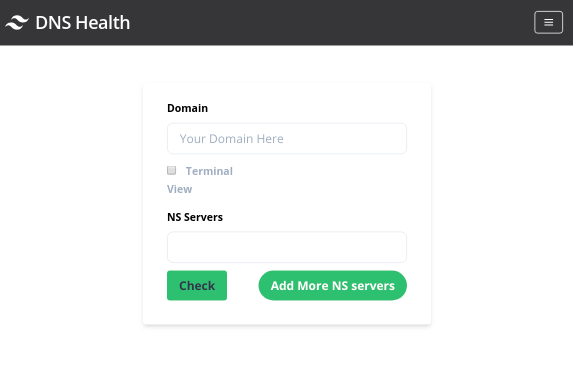 DNS Health
Domain
Your Domain Here
Terminal
View
NS Servers
Check
Add More NS servers